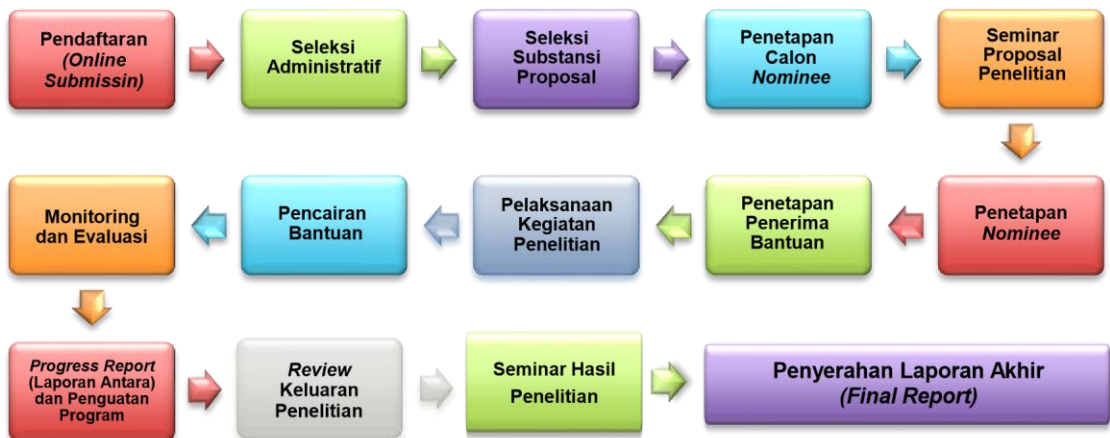 Pendaftaran
(Online
Submissin)
Seleksi
Administratif
Seleksi
Substansi
Proposal
Penetapan
Calon
Nominee
Seminar
Proposal
Penelitian
Penetapan
Nominee
Penetapan
Penerima
Bantuan
Pelaksanaan
Kegiatan
Penelitian
Pencairan
Bantuan
Monitoring
dan Evaluasi
Progress Report
(Laporan Antara)
dan Penguatan
Program
Review
Keluaran
Penelitian
Seminar Hasil
Penelitian
Penyerahan Laporan Akhir
(Final Report)